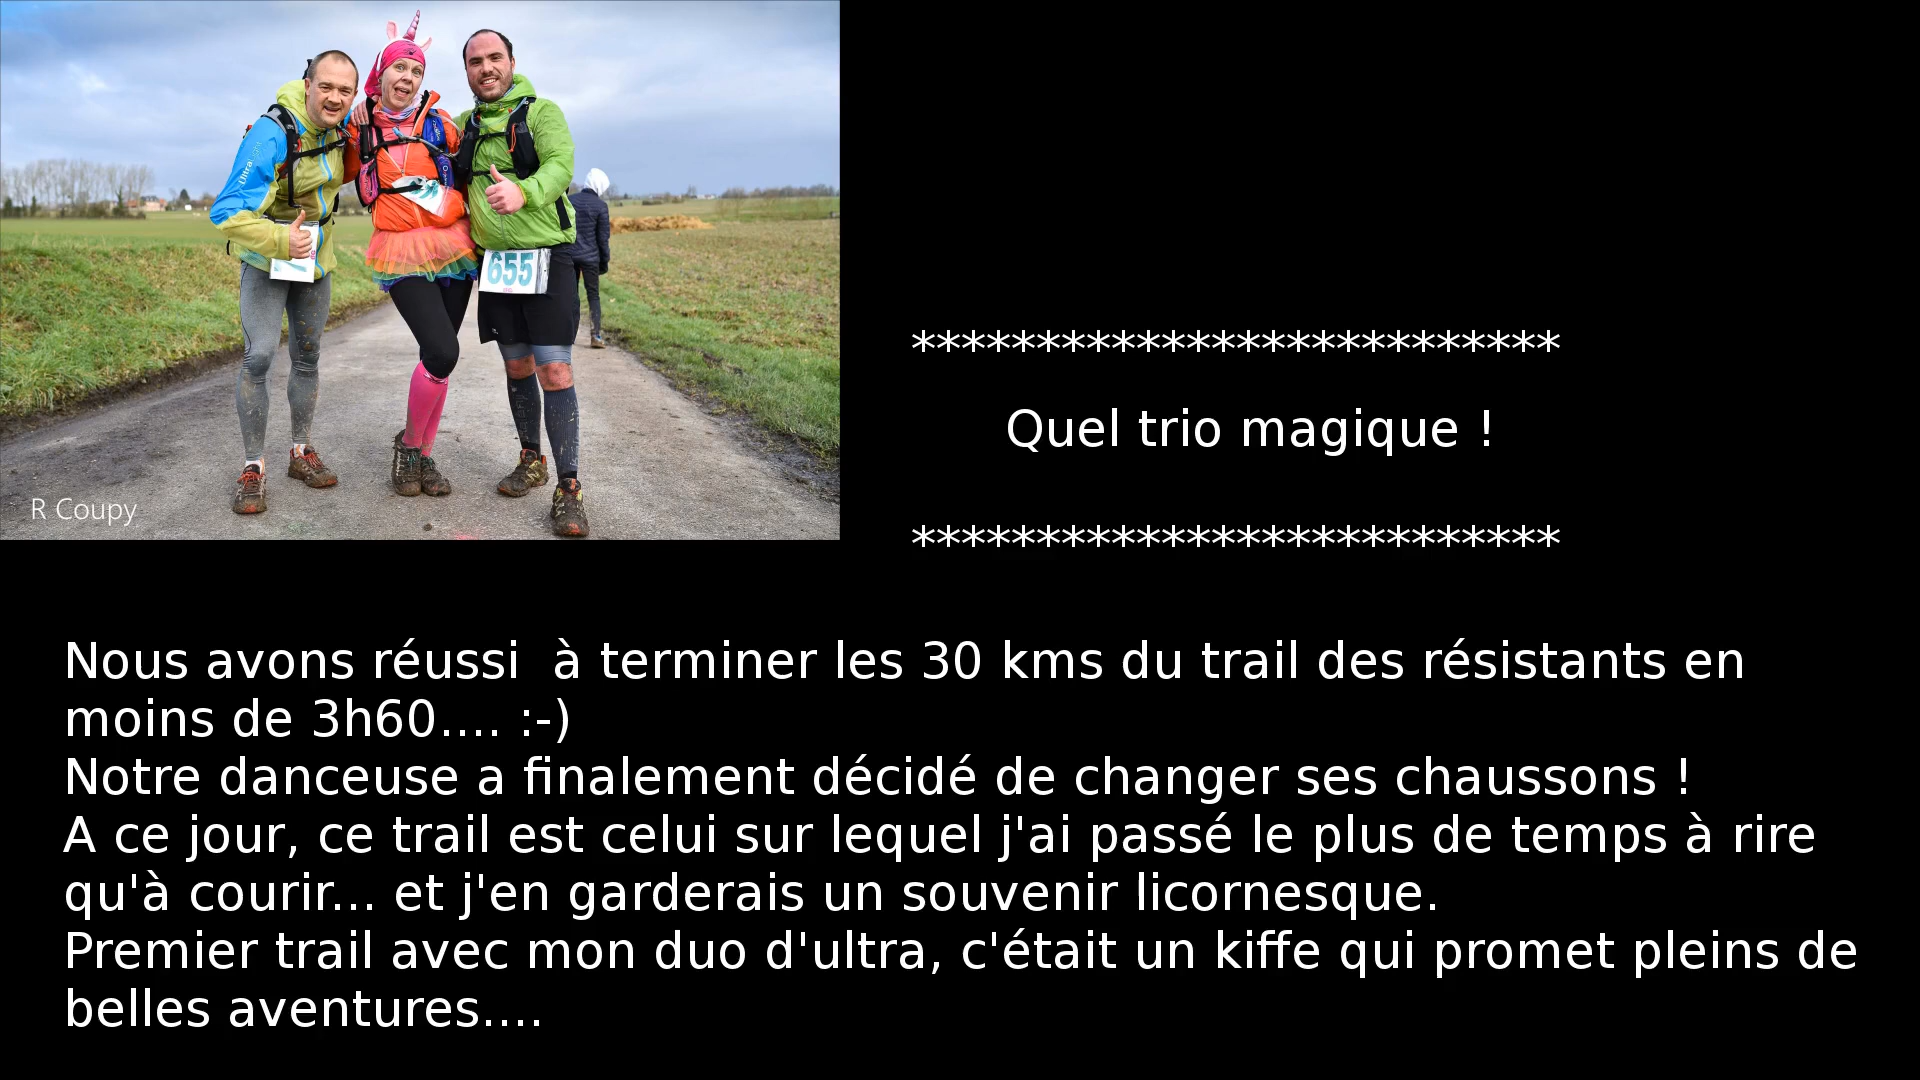 R Coupy
Ultra
655
**************************
Quel trio magique !
**************************
Nous avons réussi  à terminer les 30 kms du trail des résistants en
moins de 3h60.... :-)
Notre danceuse a finalement décidé de changer ses chaussons !
A ce jour, ce trail est celui sur lequel j'ai passé le plus de temps à rire
qu'à courir... et j'en garderais un souvenir licornesque.
Premier trail avec mon duo d'ultra, c'était un kiffe qui promet pleins de
belles aventures....